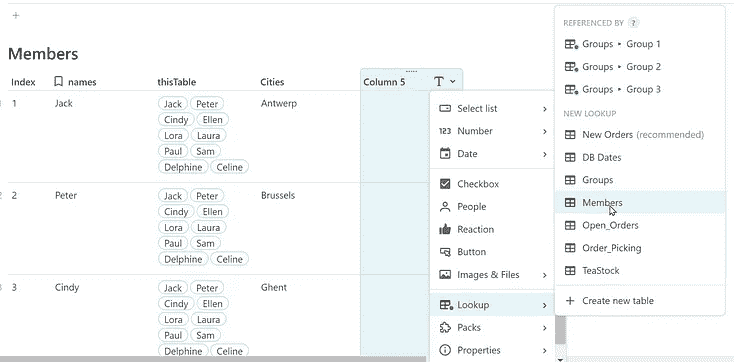 +
Members
Index names thisTable Cities Column 5
1 1 Jack Jack Peter Antwerp
Cindy Ellen
Lora Laura
Paul Sam
Delphine Celine
2 2 Peter Jack Peter Brussels
Cindy Ellen
Lora Laura
Paul Sam
Delphine Celine
3 3 Cindy Jack Peter Ghent
Cindy Ellen
Lora Laura
Paul Sam
Delphine Celine
Select list
123 Number
Date
Checkbox
People
Reaction
Button
Images & Files
Lookup
Packs
Properties
REFERENCED BY ?
Groups ▸ Group 1
Groups ▸ Group 2
Groups ▸ Group 3
NEW LOOKUP
New Orders (recommended)
DB Dates
Groups
Members
Open_Orders
Order_Picking
TeaStock
+ Create new table